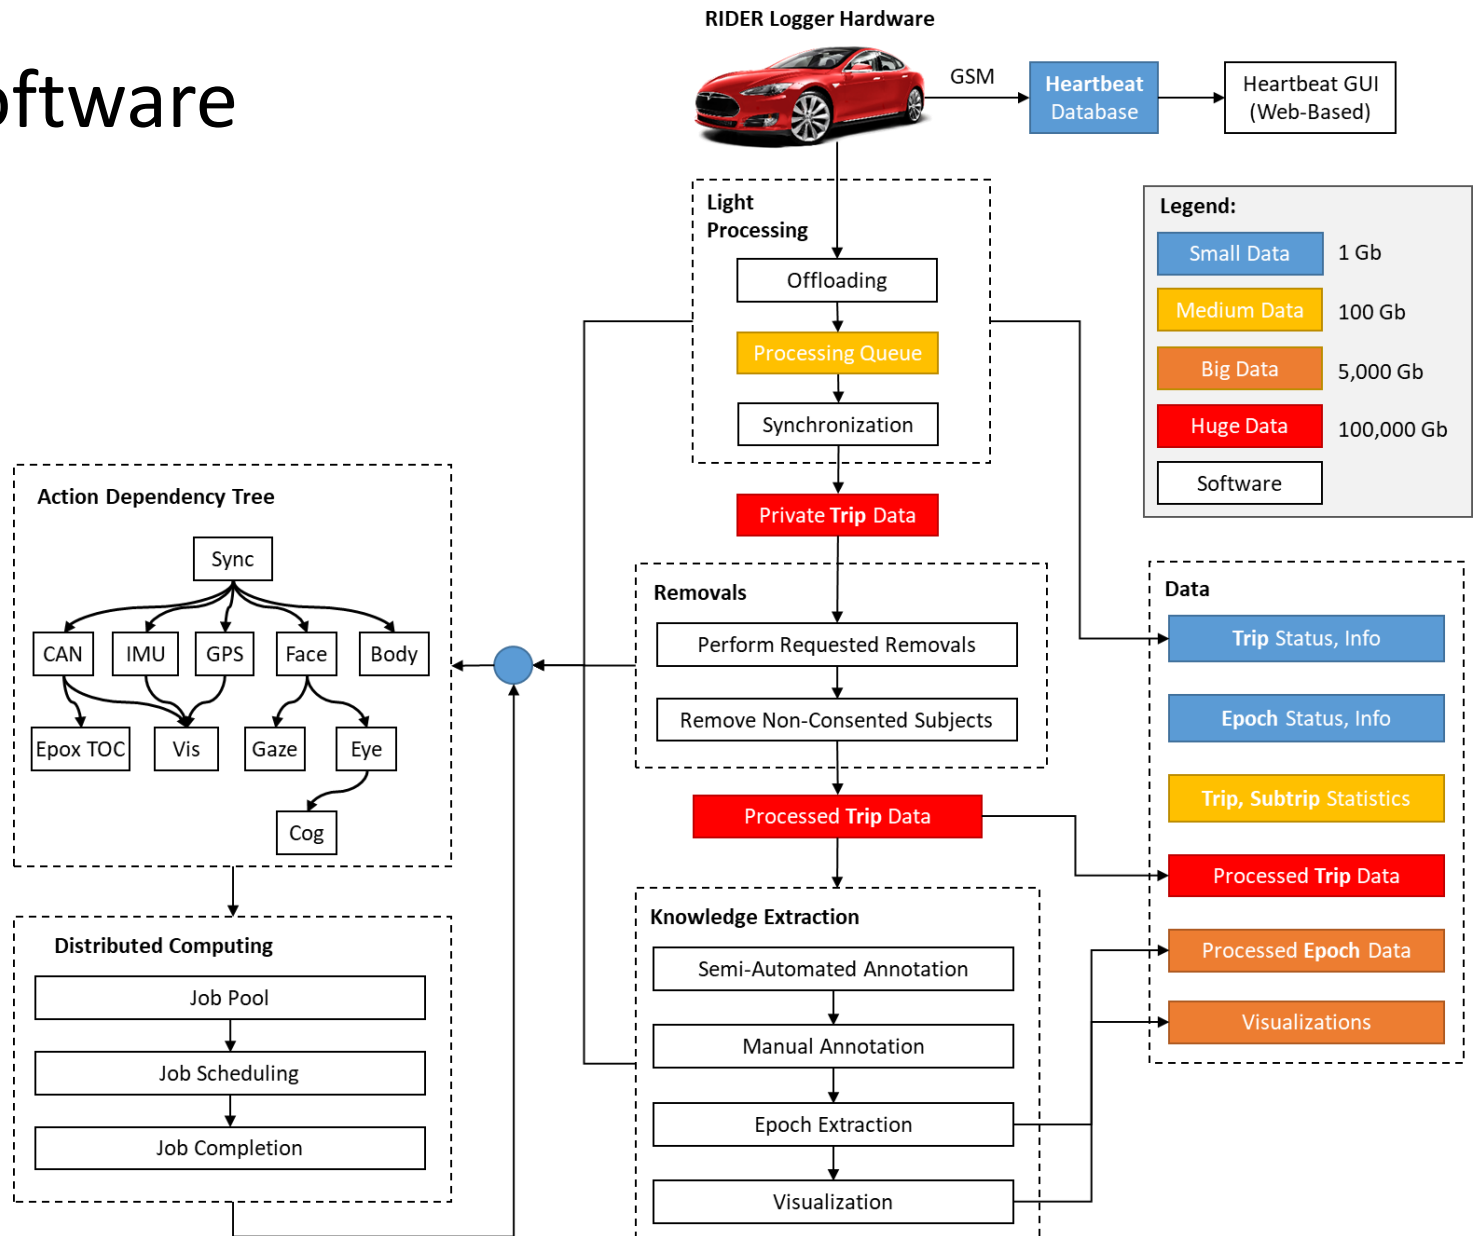 RIDER Logger Hardware
oftware
GSM
Heartbeat
Database
Heartbeat GUI
(Web-Based)
Light
Processing
Offloading
Processing Queue
Synchronization
Legend:
Small Data
1 Gb
Medium Data
100 Gb
Big Data
5,000 Gb
Huge Data
100,000 Gb
Software
Private Trip Data
Removals
Perform Requested Removals
Remove Non-Consented Subjects
Processed Trip Data
Action Dependency Tree
Sync
CAN
IMU
GPS
Face
Body
Epox TOC
Vis
Gaze
Eye
Cog
Data
Trip Status, Info
Epoch Status, Info
Trip, Subtrip Statistics
Processed Trip Data
Processed Epoch Data
Visualizations
Knowledge Extraction
Semi-Automated Annotation
Manual Annotation
Epoch Extraction
Visualization
Distributed Computing
Job Pool
Job Scheduling
Job Completion